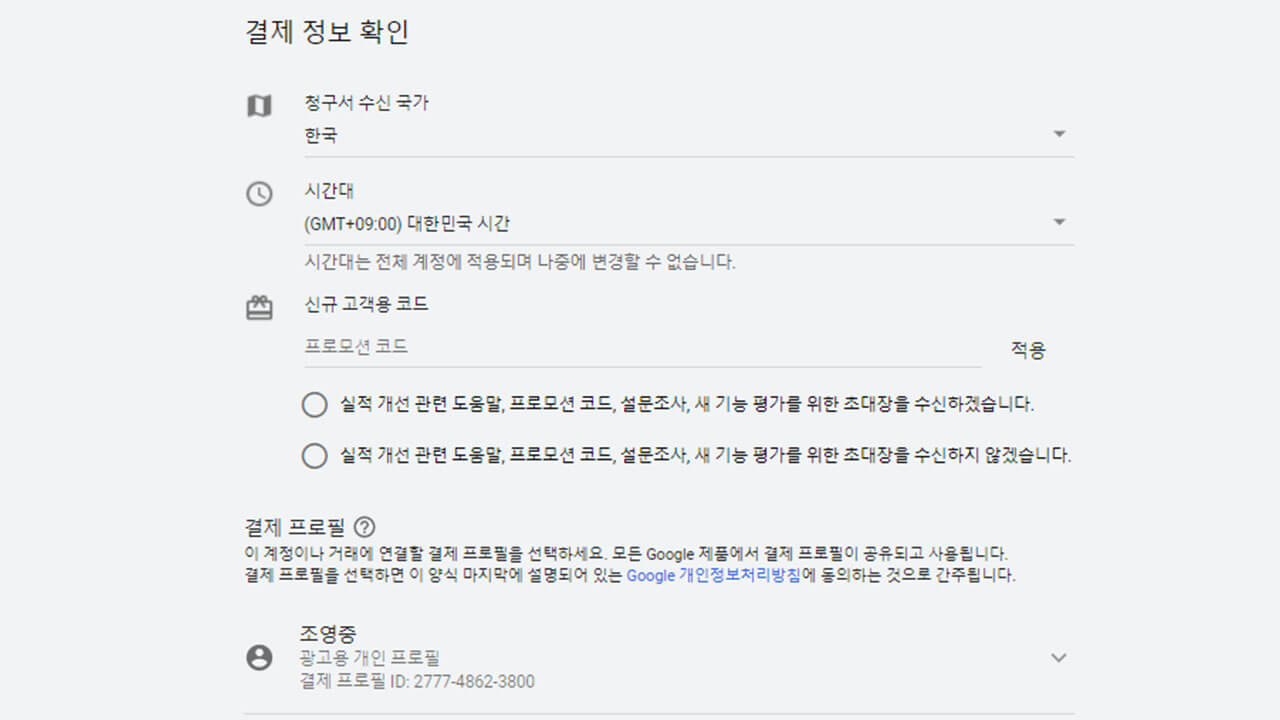 결제 정보 확인
청구서 수신 국가
한국
시간대
(GMT+09:00) 대한민국 시간
시간대는 전체 계정에 적용되며 나중에 변경할 수 없습니다.
신규 고객용 코드
프로모션 코드
적용
실적 개선 관련 도움말, 프로모션 코드, 설문조사, 새 기능 평가를 위한 초대장을 수신하겠습니다.
실적 개선 관련 도움말, 프로모션 코드, 설문조사, 새 기능 평가를 위한 초대장을 수신하지 않겠습니다.
결제 프로필
이 계정이나 거래에 연결할 결제 프로필을 선택하세요. 모든 Google 제품에서 결제 프로필이 공유되고 사용됩니다.
결제 프로필을 선택하면 이 양식 마지막에 설명되어 있는 Google 개인정보처리방침에 동의하는 것으로 간주됩니다.
조영중
광고용 개인 프로필
결제 프로필 ID: 2777-4862-3800